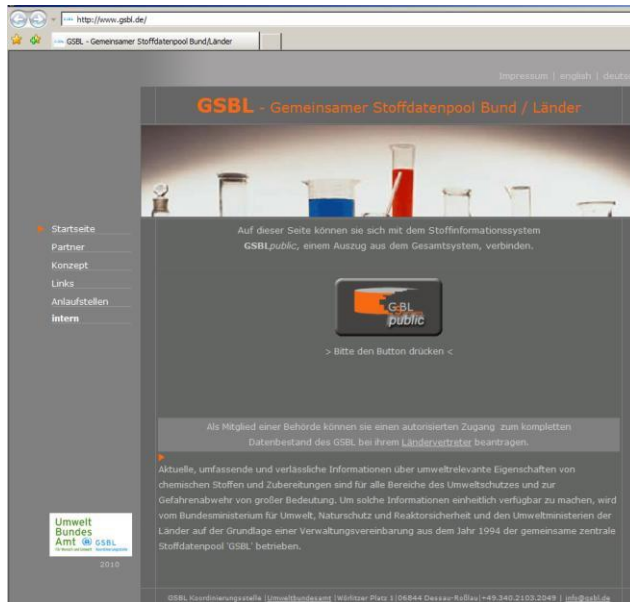 http://www.gsbl.de/
GSBL - Gemeinsamer Stoffdatenpool Bund/Länder
Impressum | english |
GSBL - Gemeinsamer Stoffdatenpool Bund / Länder
Startseite
Partner
Konzept
Links
Anlaufstellen
intern
Auf dieser Seite können sie sich mit dem Stoffinformationssystem
GSBLpublic, einem Auszug aus dem Gesamtsystem, verbinden.
public
> Bitte den Button drücken <
Als Mitglied einer Behörde können sie einen autorisierten Zugang zum kompletten
Datenbestand des GSBL bei ihrem Ländervertreter beantragen.
Aktuelle, umfassende und verlässliche Informationen über umweltrelevante Eigenschaften von
chemischen Stoffen und Zubereitungen sind für alle Bereiche des Umweltschutzes und zur
Gefahrenabwehr von großer Bedeutung. Um solche Informationen einheitlich verfügbar zu machen, wird
vom Bundesministerium für Umwelt, Naturschutz und Reaktorsicherheit und den Umweltministerien der
Länder auf der Grundlage einer Verwaltungsvereinbarung aus dem Jahr 1994 der gemeinsame zentrale
Stoffdatenpool 'GSBL' betrieben.
Umwelt
Bundes
Amt GSBL
2010
GSBL Koordinierungsstelle |Umweltbundesamt |Wörlitzer Platz 1|06844 Dessau-Roßlau|+49.340.2103.2049 | info@gsbl.de